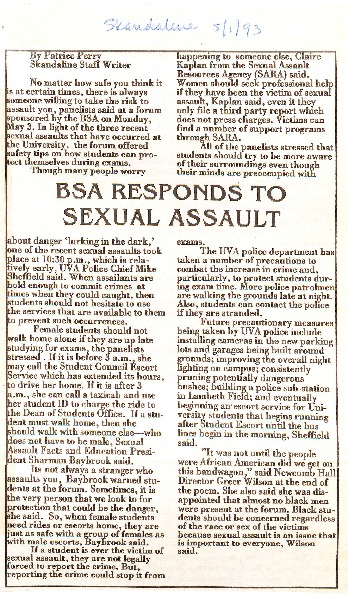 Skandaline 5/1/93
By Patrice Perry
Skandaline Staff Writer
No matter how safe you think it
is at certain times, there is always
someone willing to take the risk to
assault you, panelists said at a forum
sponsored by the BSA on Monday,
May 3. In light of the three recent
sexual assaults that have occurred at
the University, the forum offered
safety tips on how students can pro-
tect themselves during exams.
Though many people worry
happening to someone else, Claire
Kaplan from the Sexual Assault
Resources Agency (SARA) said.
Women should seek professional help
if they have been the victim of sexual
assault, Kaplan said, even if they
only file a third party report which
does not press charges. Victims can
find a number of support programs
through SARA.
All of the panelists stressed that
students should try to be more aware
of their surroundings even though
their minds are preoccupied with
BSA RESPONDS TO
SEXUAL ASSAULT
about danger 'lurking in the dark,'
one of the recent sexual assaults took
place at 10:30 p.m., which is rela-
tively early, UVA Police Chief Mike
Sheffield said. When assailants are
bold enough to commit crimes at
times when they could caught, then
students should not hesitate to use
the services that are available to them
to prevent such occurrences.
Female students should not
walk home alone if they are up late
studying for exams, the panelists
stressed. If it is before 3 a.m., she
may call the Student Council Escort
Service which has extended its hours,
to drive her home. If it is after 3
a.m., she can call a taxicab and use
her student ID to charge the ride to
the Dean of Students Office. If a stu-
dent must walk home, then she
should walk with someone else—who
does not have to be male, Sexual
Assault Facts and Education Presi-
dent Sharman Baybrook said.
Its not always a stranger who
assaults you, Baybrook warned stu-
dents at the forum. Sometimes, it is
the very person that we look to for
protection that could be the danger,
she said. So, when female students
need rides or escorts home, they are
just as safe with a group of females as
with male escorts, Baybrook said.
If a student is ever the victim of
sexual assault, they are not legally
forced to report the crime. But,
reporting the crime could stop it from
exams.
The UVA police department has
taken a number of precautions to
combat the increase in crime and,
particularly, to protect students dur-
ing exam time. More police patrolmen
are walking the grounds late at night.
Also, students can contact the police
if they are stranded.
Future precautionary measures
being taken by UVA police include
installing cameras in the new parking
lots and garages being built around
grounds; improving the overall night
lighting on campus; consistently
pruning potentially dangerous
bushes; building a police sub station
in Lambeth Field; and eventually
beginning an escort service for Uni-
versity students that begins running
after Student Escort until the bus
lines begin in the morning, Sheffield
said.
"It was not until the people
were African American did we get on
this bandwagon," said Newcomb Hall
Director Greer Wilson at the end of
the poem. She also said she was dis-
appointed that almost no black men
were present at the forum. Black stu-
dents should be concerned regardless
of the race or sex of the victims
because sexual assault is an issue that
is important to everyone, Wilson
said.